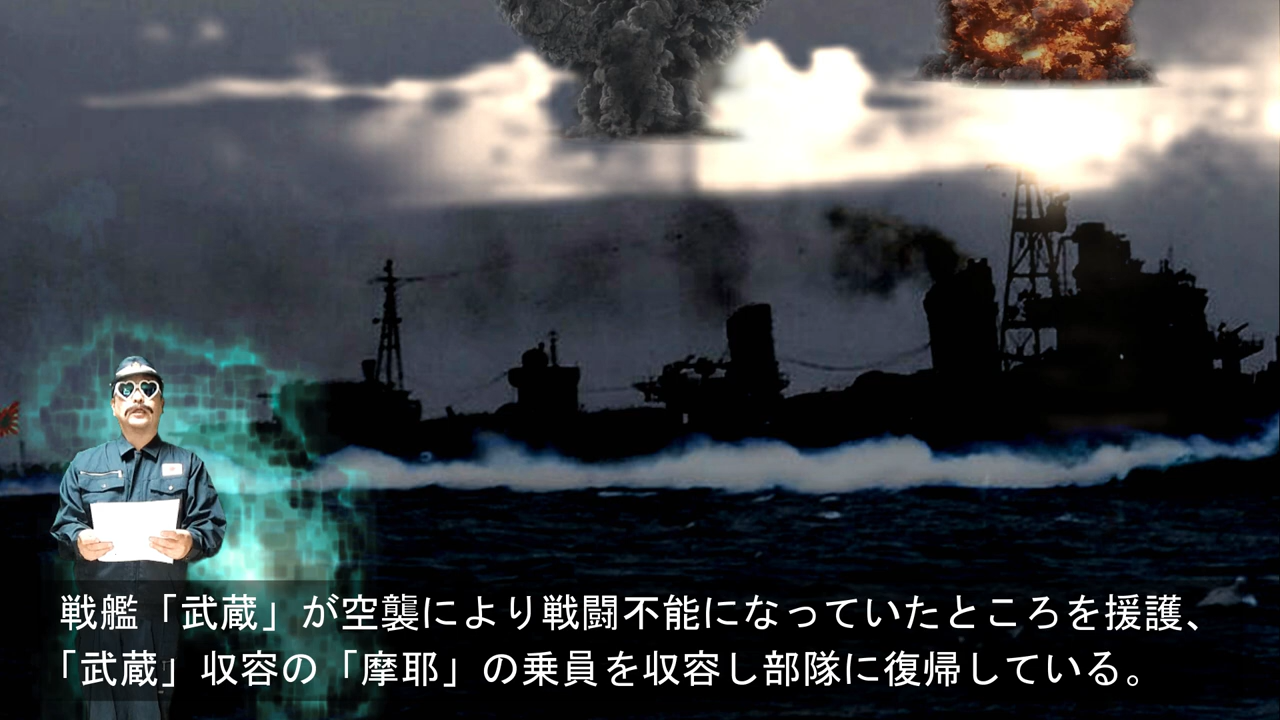 戦艦「武蔵」が空襲により戦闘不能になっていたところを援護、
「武蔵」収容の「摩耶」の乗員を収容し部隊に復帰している。